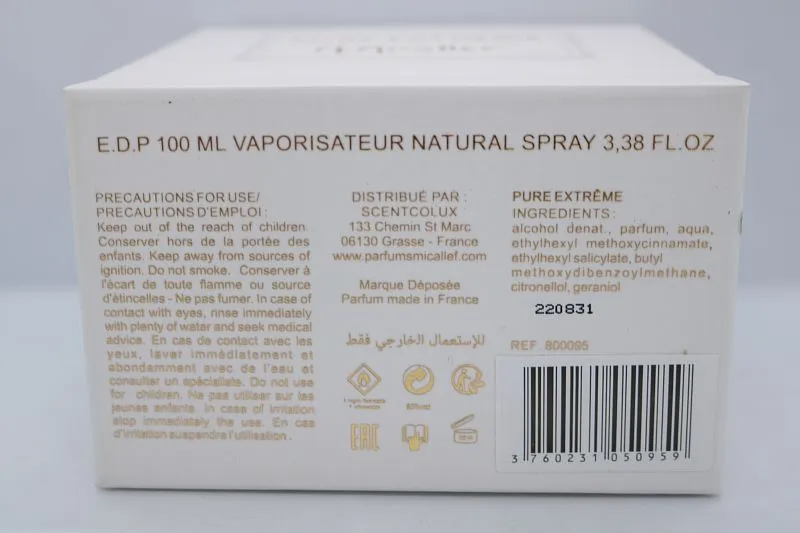 E.D.P 100 ML VAPORISATEUR NATURAL SPRAY 3,38 FL.OZ
PRECAUTIONS FOR USE/
PRECAUTIONS D'EMPLOI :
Keep out of the reach of children.
Conserver hors de la portée des
enfants. Keep away from sources of
ignition. Do not smoke. Conserver à
l'écart de toute flamme ou source
d'étincelles - Ne pas fumer. In case of
contact with eyes, rinse immediately
with plenty of water and seek medical
advice. En cas de contact avec les
yeux, laver immédiatement et
abondamment avec de l'eau et
consulter un spécialiste. Do not use
for children. Ne pas utiliser sur les
jeunes enfants. In case of irritation
stop immediately the use. En cas
d'irritation suspendre l'utilisation.
DISTRIBUÉ PAR :
SCENTCOLUX
133 Chemin St Marc
06130 Grasse - France
www.parfumsmicallef.com
Marque Déposée
Parfum made in France
للإستعمال الخارجي فقط
EAC
PURE EXTRÊME
INGREDIENTS :
alcohol denat., parfum, aqua,
ethylhexyl methoxycinnamate,
ethylhexyl salicylate, butyl
methoxydibenzoylmethane,
citronellol, geraniol
220831
REF. 800095
3 760231 050959